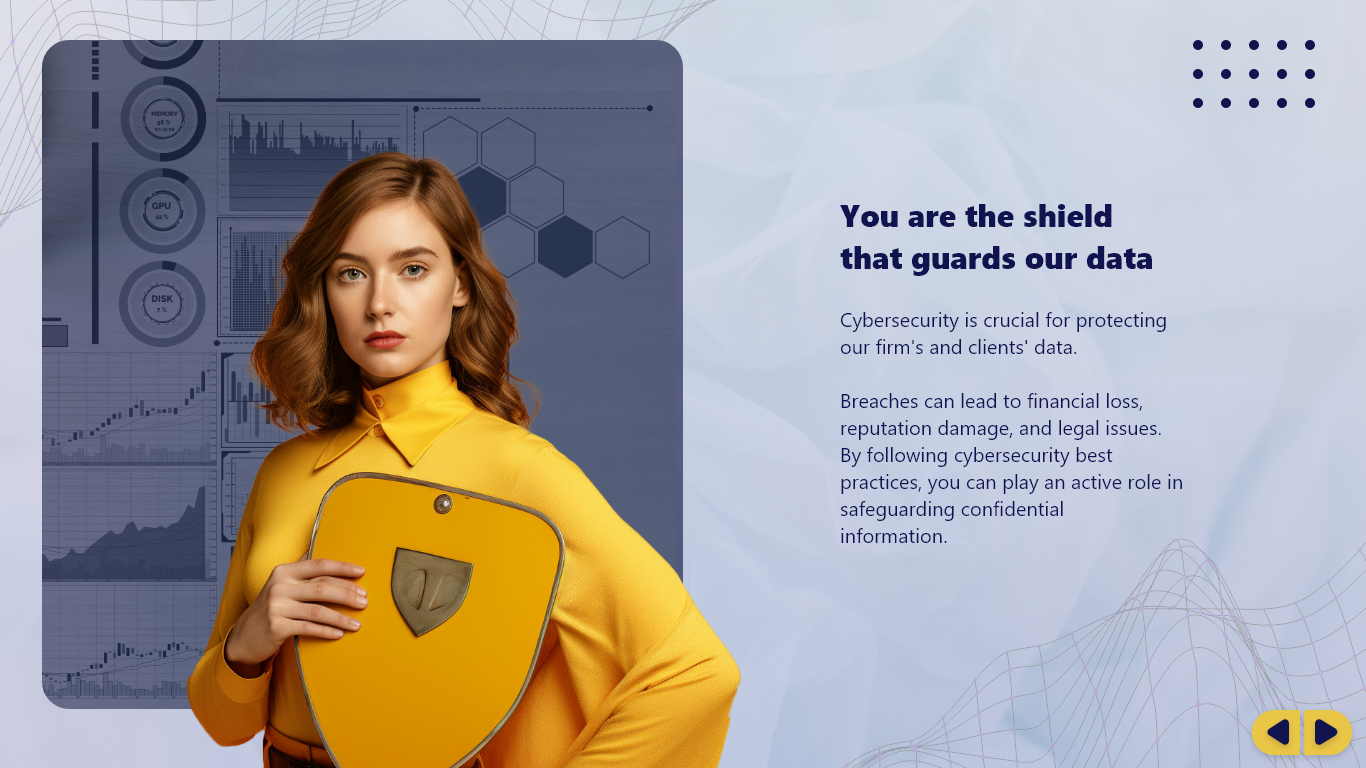 MEMORY
GPU
12 %
DISK
7 %
You are the shield
that guards our data
Cybersecurity is crucial for protecting
our firm's and clients' data.
Breaches can lead to financial loss,
reputation damage, and legal issues.
By following cybersecurity best
practices, you can play an active role in
safeguarding confidential
information.